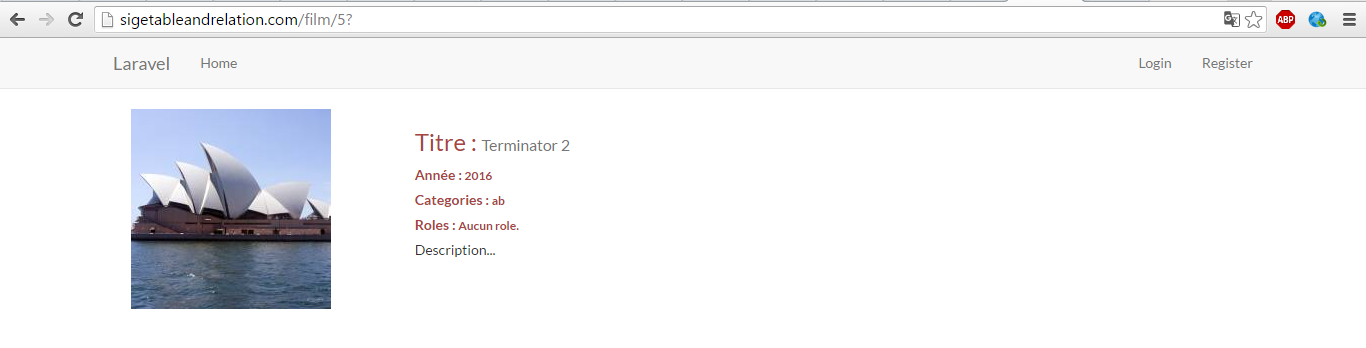 sigetableandrelation.com/film/5?
ABP
Laravel Home Login Register
Titre : Terminator 2
Année : 2016
Categories : ab
Roles : Aucun role.
Description...